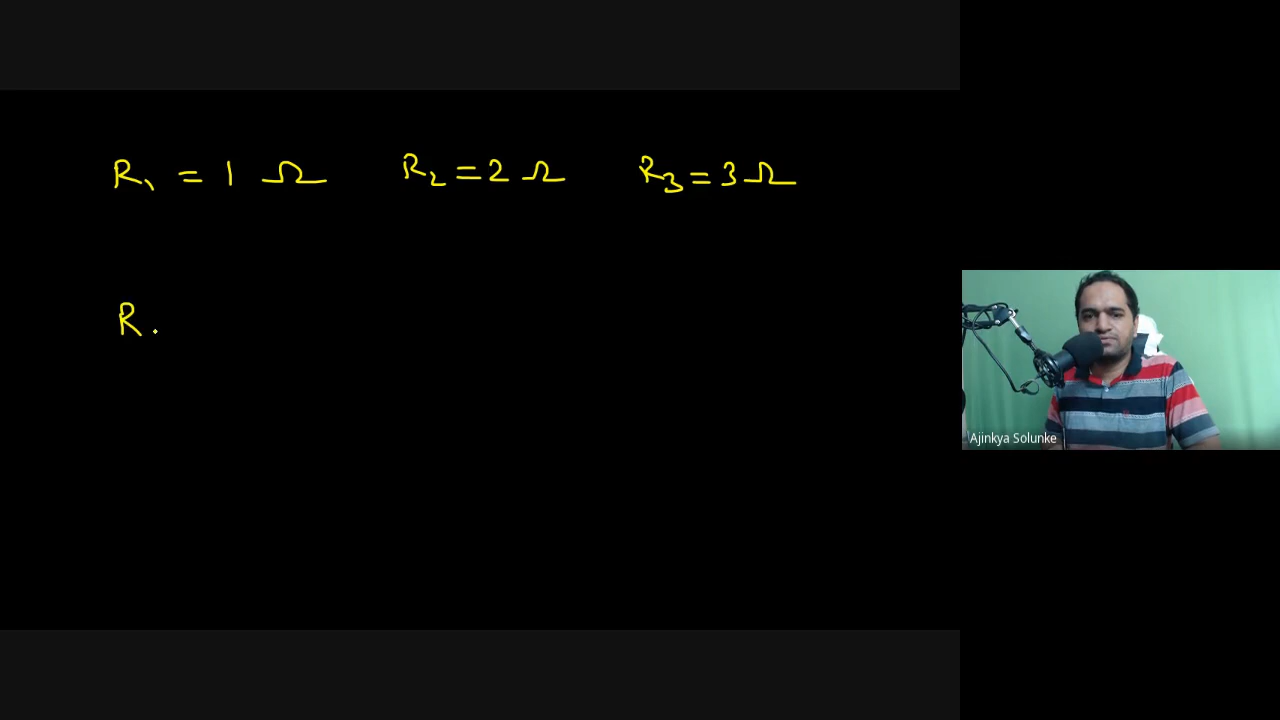 R₁ = 1 Ω R₂ = 2 Ω R₃ = 3 Ω
R
Ajinkya Solunke